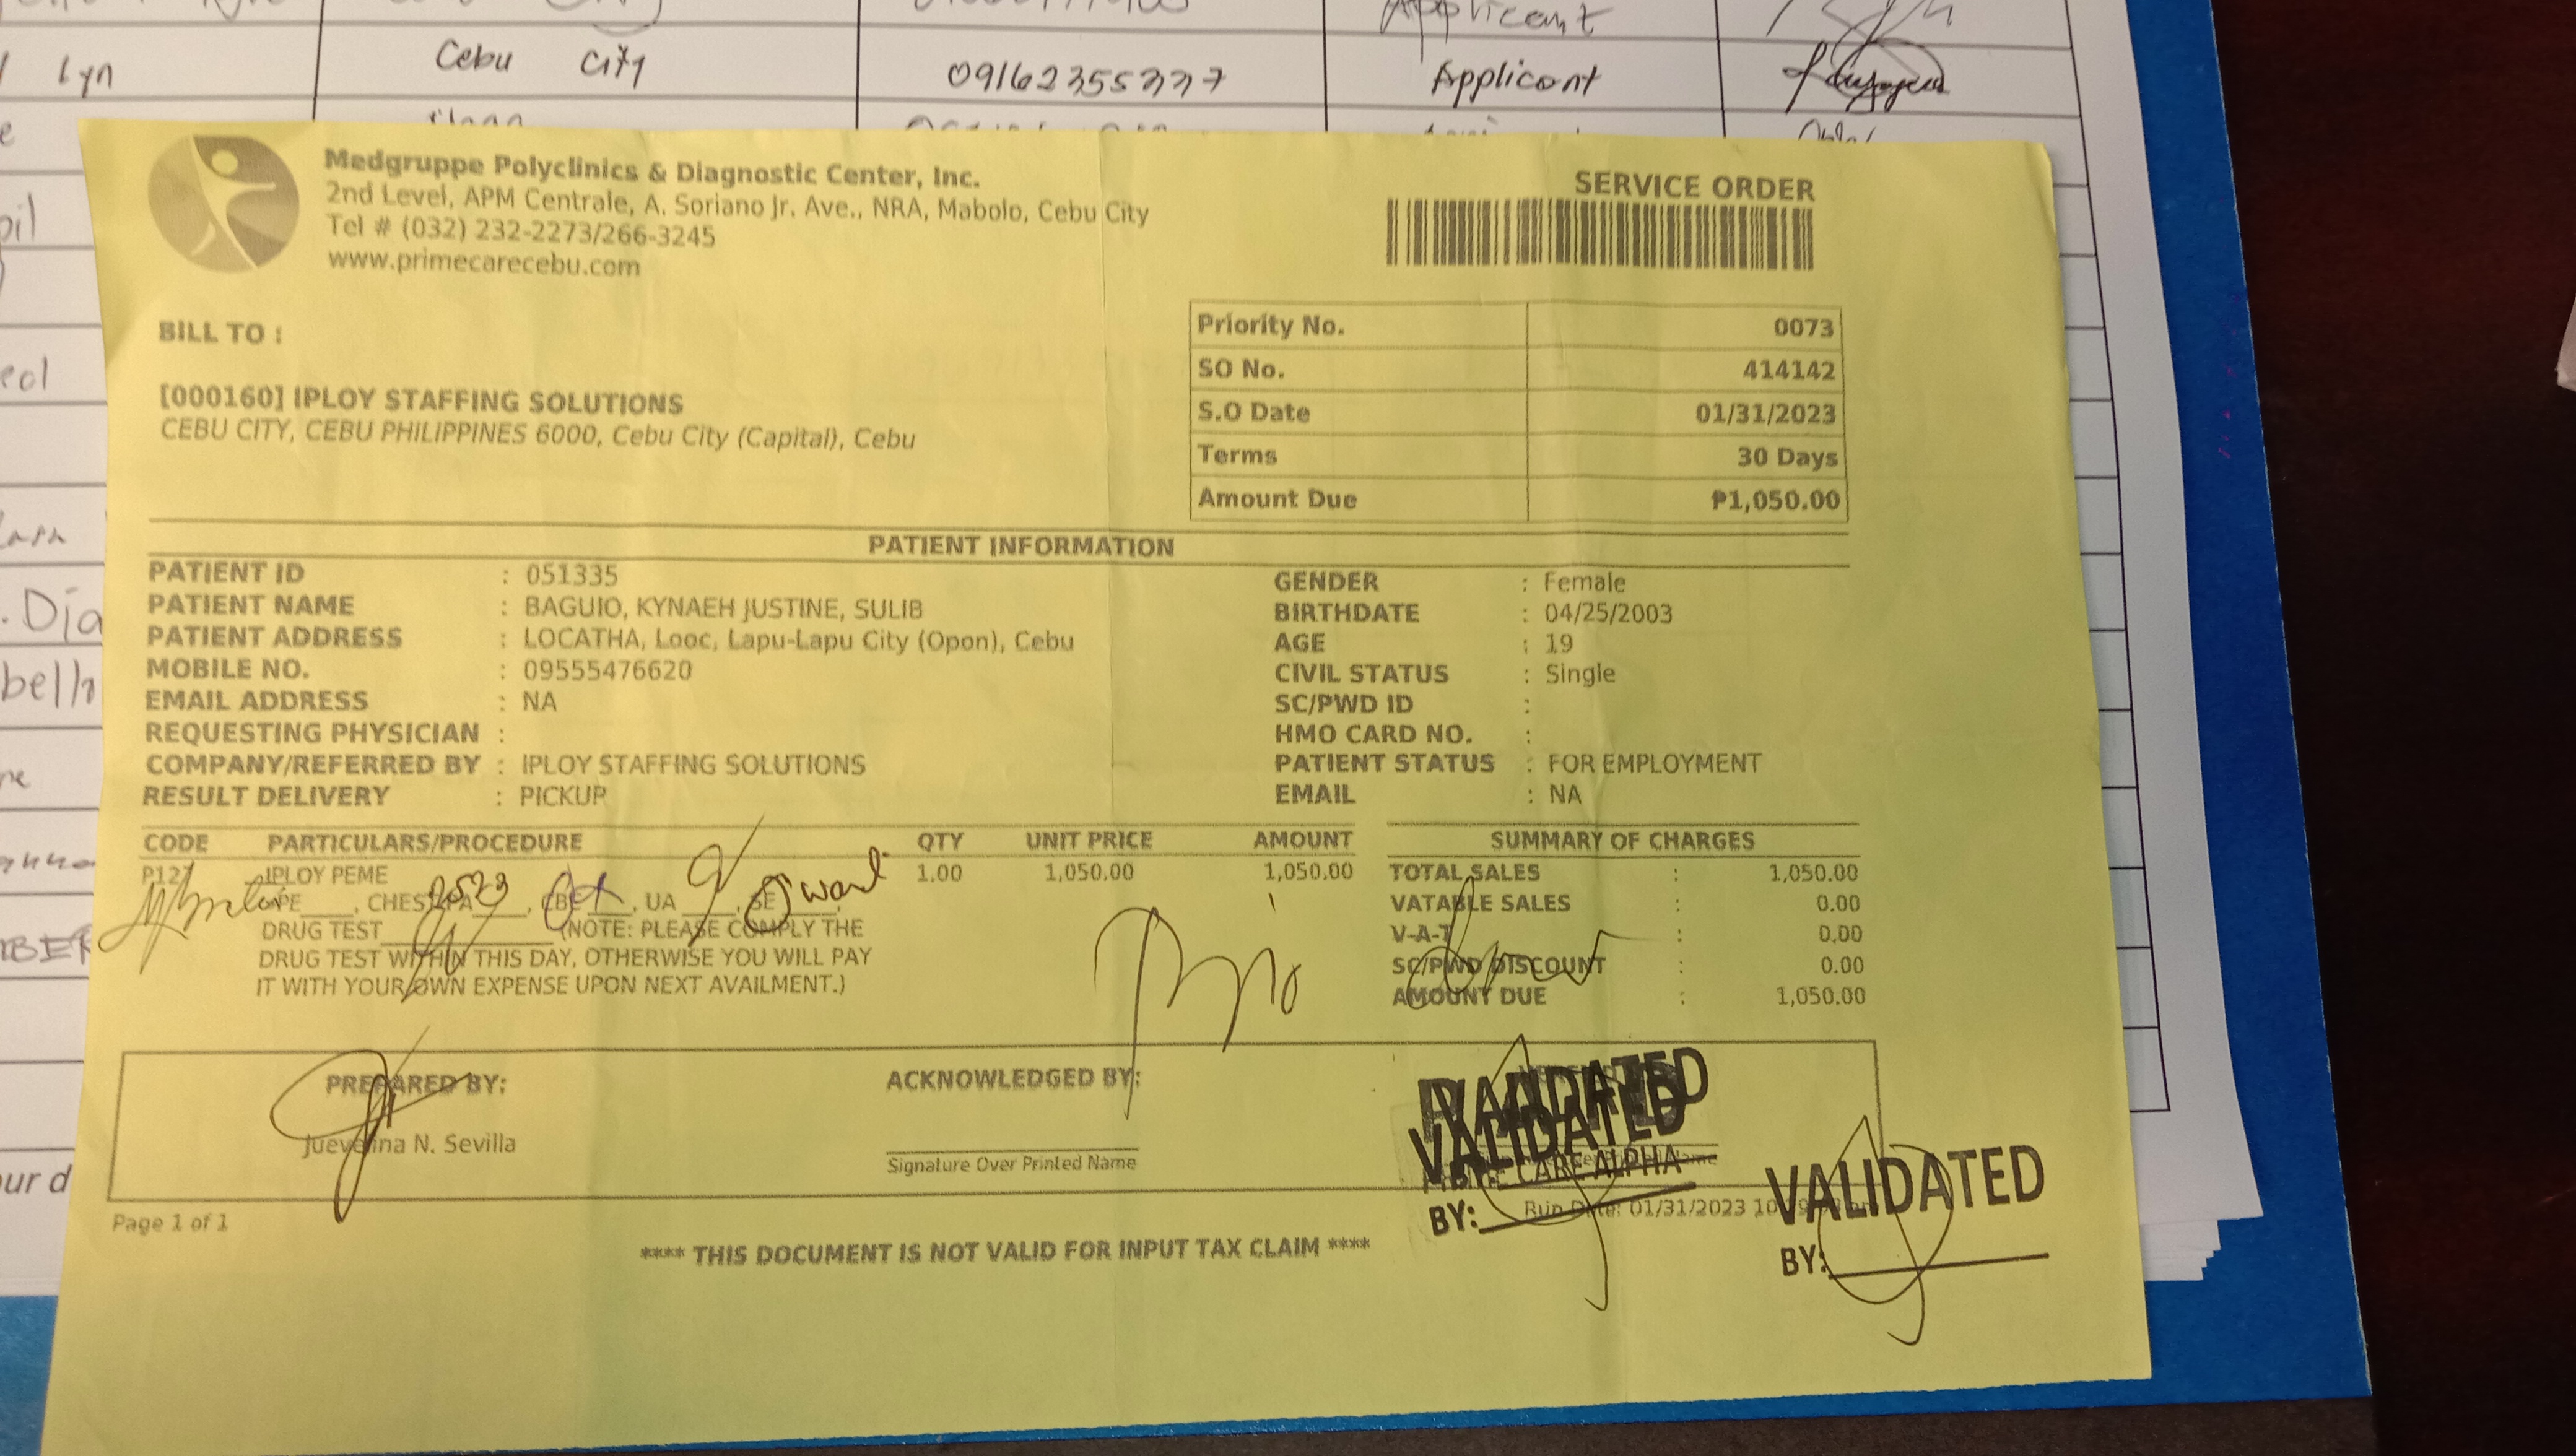 Applicant
Lyn Cebu City Applicant
Medgruppe Polyclinics & Diagnostic Center, Inc.
2nd Level, APM Centrale, A. Soriano Jr. Ave., NRA, Mabolo, Cebu City
Tel # (032) 232-2273/266-3245
www.primecarecebu.com
SERVICE ORDER
BILL TO :
[000160] IPLOY STAFFING SOLUTIONS
CEBU CITY, CEBU PHILIPPINES 6000, Cebu City (Capital), Cebu
Priority No. 0073
SO No. 414142
S.O Date 01/31/2023
Terms 30 Days
Amount Due ₱1,050.00
PATIENT INFORMATION
PATIENT ID : 051335
PATIENT NAME : BAGUIO, KYNAEH JUSTINE, SULIB
PATIENT ADDRESS : LOCATHA, Looc, Lapu-Lapu City (Opon), Cebu
MOBILE NO. : 09555476620
EMAIL ADDRESS : NA
REQUESTING PHYSICIAN :
COMPANY/REFERRED BY : IPLOY STAFFING SOLUTIONS
RESULT DELIVERY : PICKUP
GENDER : Female
BIRTHDATE : 04/25/2003
AGE : 19
CIVIL STATUS : Single
SC/PWD ID :
HMO CARD NO. :
PATIENT STATUS : FOR EMPLOYMENT
EMAIL : NA
CODE PARTICULARS/PROCEDURE QTY UNIT PRICE AMOUNT
IPLOY PEME 1.00 1,050.00 1,050.00
UA
DRUG TEST (NOTE: PLEASE COMPLY THE
DRUG TEST WITHIN THIS DAY, OTHERWISE YOU WILL PAY
IT WITH YOUR OWN EXPENSE UPON NEXT AVAILMENT.)
SUMMARY OF CHARGES
TOTAL SALES : 1,050.00
VATABLE SALES : 0.00
V-A-T : 0.00
SC/PWD DISCOUNT : 0.00
AMOUNT DUE : 1,050.00
PREPARED BY:
Sevilla
ACKNOWLEDGED BY:
Signature Over Printed Name
VALIDATED
CARE ALPHA
BY:
Run Date: 01/31/2023
VALIDATED
BY:
Page 1 of 1
**** THIS DOCUMENT IS NOT VALID FOR INPUT TAX CLAIM ****